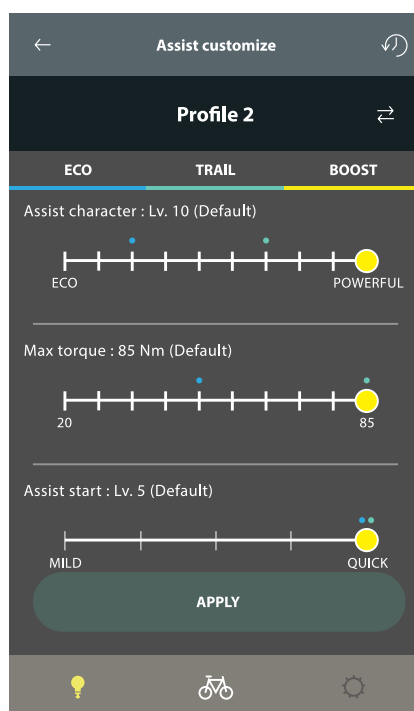 Assist customize
Profile 2
ECO TRAIL BOOST
Assist character : Lv. 10 (Default)
ECO POWERFUL
Max torque : 85 Nm (Default)
20 85
Assist start : Lv. 5 (Default)
MILD QUICK
APPLY